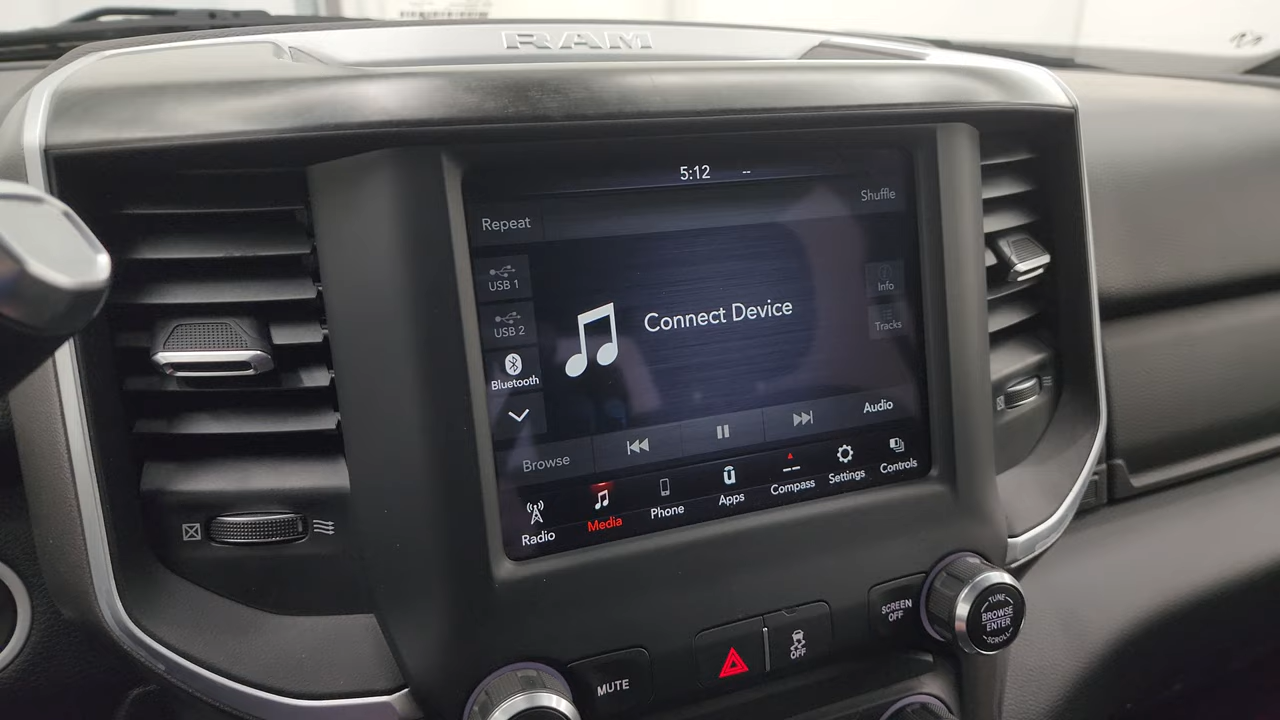 RAM
5:12 --
Shuffle
Repeat
USB 1
Info
Connect Device
USB 2
Tracks
Bluetooth
Audio
Browse
Radio
Media
Phone
Apps
Compass
Settings
Controls
SCREEN
OFF
TUNE
BROWSE
ENTER
SCROLL
OFF
MUTE